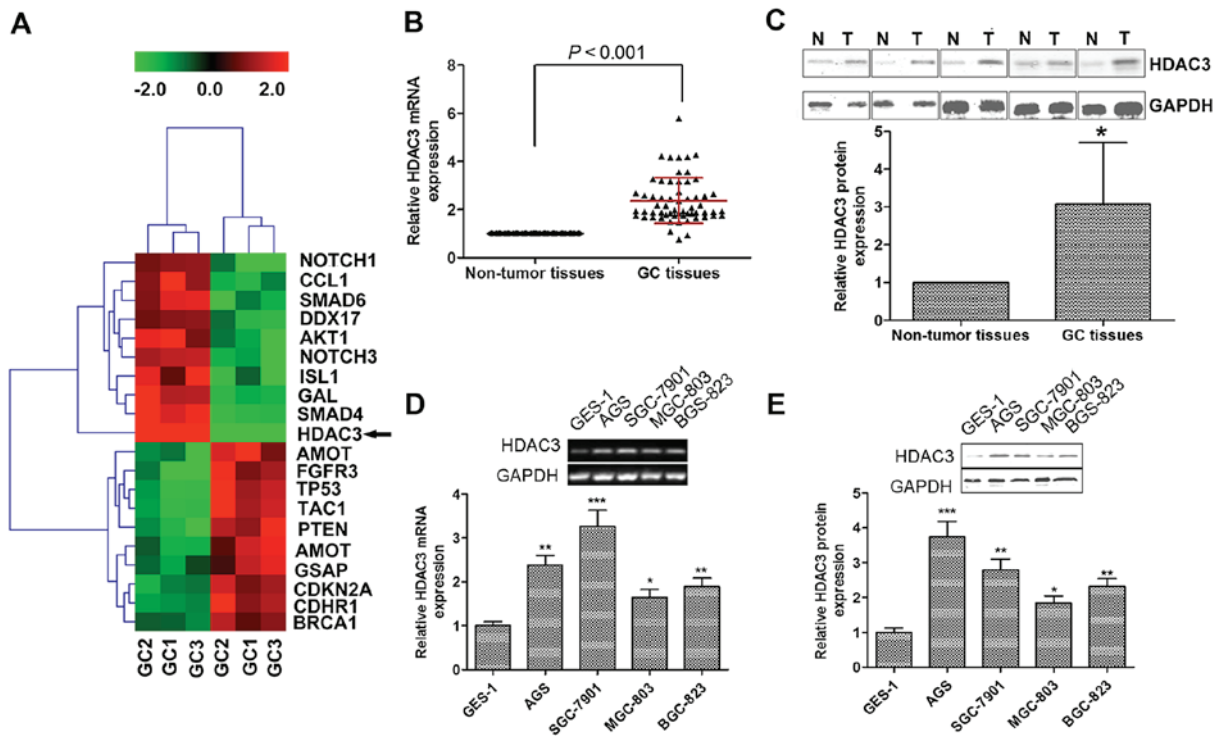 A
-2.0 0.0 2.0
NOTCH1
CCL1
SMAD6
DDX17
AKT1
NOTCH3
ISL1
GAL
SMAD4
HDAC3
AMOT
FGFR3
TP53
TAC1
PTEN
AMOT
GSAP
CDKN2A
CDHR1
BRCA1
GC2 GC1 GC3 GC2 GC1 GC3
B
P < 0.001
Relative HDAC3 mRNA
expression
8
6
4
2
0
Non-tumor tissues GC tissues
C
N T N T N T N T N T
HDAC3
GAPDH
Relative HDAC3 protein
expression
5
4
3
2
1
0
*
Non-tumor tissues GC tissues
D
GES-1 AGS SGC-7901 MGC-803 BGS-823
HDAC3
GAPDH
Relative HDAC3 mRNA
expression
4
3
2
1
0
** *** * **
GES-1 AGS SGC-7901 MGC-803 BGC-823
E
GES-1 AGS SGC-7901 MGC-803 BGS-823
HDAC3
GAPDH
Relative HDAC3 protein
expression
5
4
3
2
1
0
*** ** * **
GES-1 AGS SGC-7901 MGC-803 BGC-823